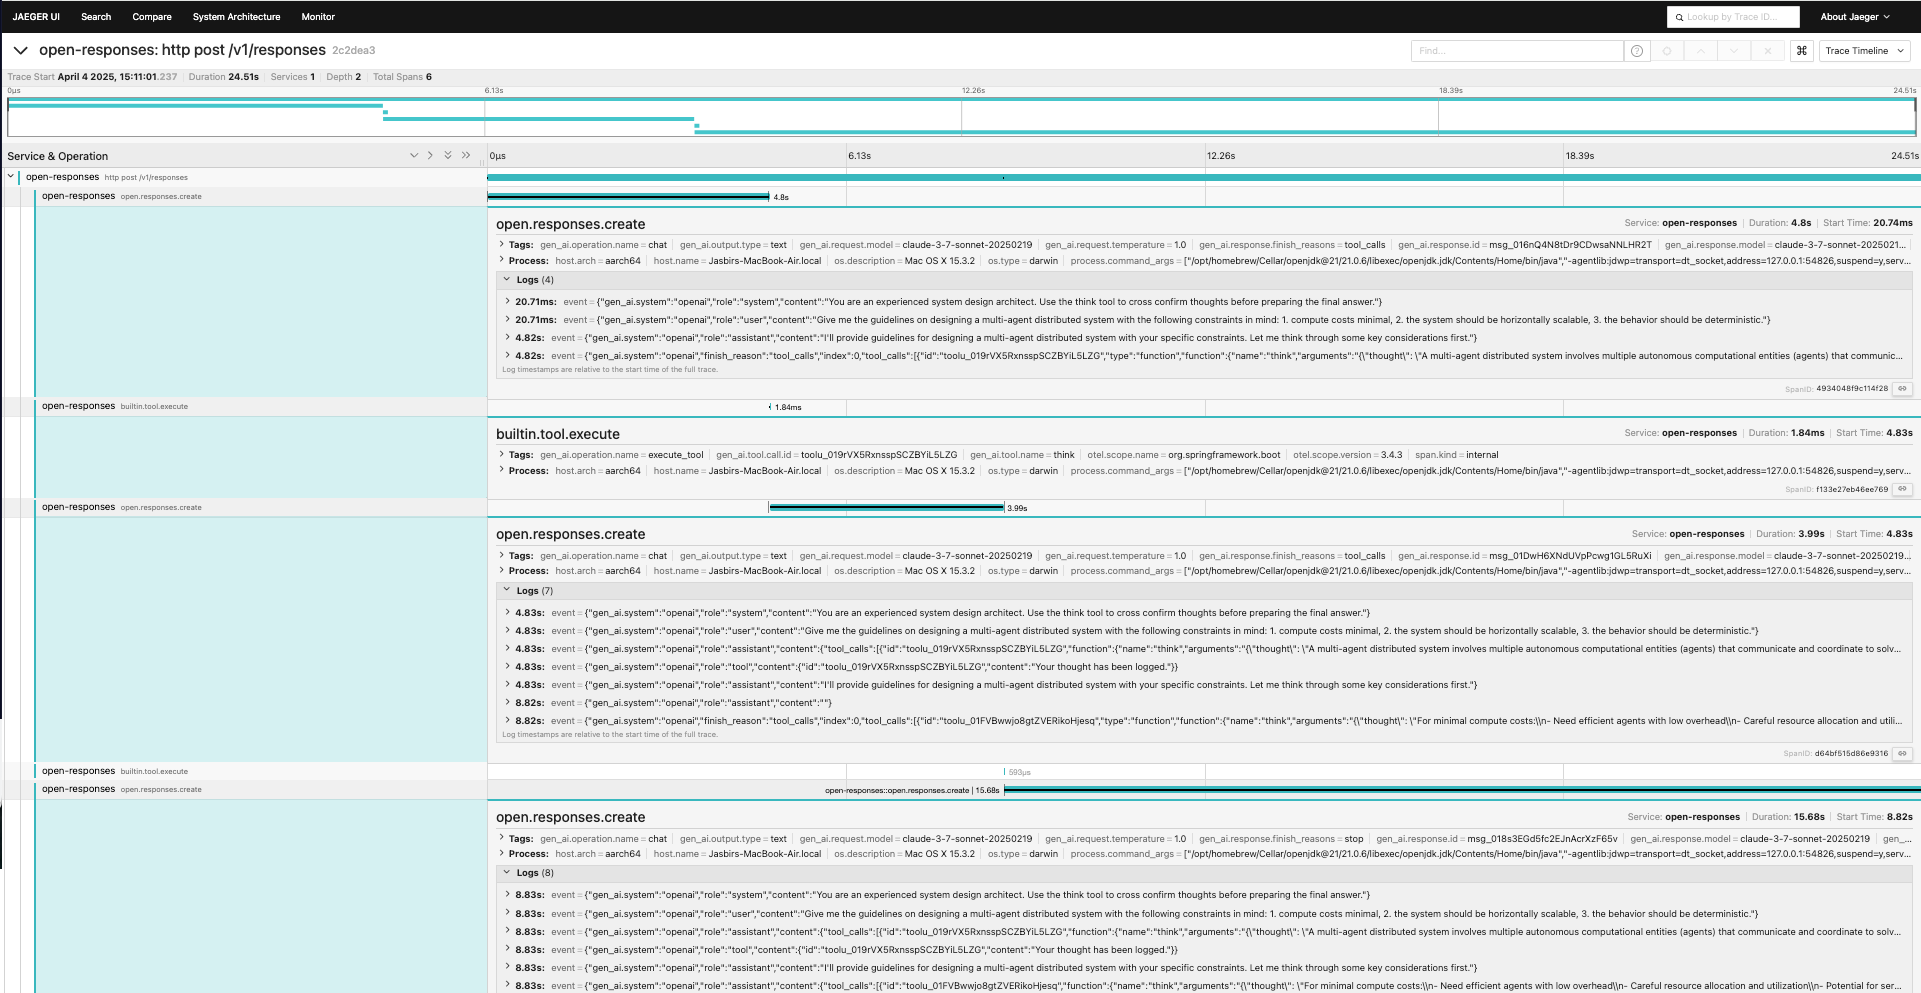 JAEGER UI Search Compare System Architecture Monitor Lookup by Trace ID... About Jaeger
open-responses: http post /v1/responses 2c2dea3 Find... Trace Timeline
Trace Start April 4 2025, 15:11:01.237 Duration 24.51s Services 1 Depth 2 Total Spans 6
0μs 6.13s 12.26s 18.39s 24.51s
Service & Operation 0μs 6.13s 12.26s 18.39s 24.51s
open-responses http post /v1/responses
open-responses open.responses.create 4.8s
open.responses.create Service: open-responses Duration: 4.8s Start Time: 20.74ms
Tags: gen_ai.operation.name = chat gen_ai.output.type = text gen_ai.request.model = claude-3-7-sonnet-20250219 gen_ai.request.temperature = 1.0 gen_ai.response.finish_reasons = tool_calls gen_ai.response.id = msg_016nQ4N8tDr9CDwsaNNLHR2T gen_ai.response.model = claude-3-7-sonnet-2025021...
Process: host.arch = aarch64 host.name = Jasbirs-MacBook-Air.local os.description = Mac OS X 15.3.2 os.type = darwin process.command_args = ["/opt/homebrew/Cellar/openjdk@21/21.0.6/libexec/openjdk.jdk/Contents/Home/bin/java","-agentlib:jdwp=transport=dt_socket,address=127.0.0.1:54826,suspend=y,serv...
Logs (4)
20.71ms: event = {"gen_ai.system":"openai","role":"system","content":"You are an experienced system design architect. Use the think tool to cross confirm thoughts before preparing the final answer."}
20.71ms: event = {"gen_ai.system":"openai","role":"user","content":"Give me the guidelines on designing a multi-agent distributed system with the following constraints in mind: 1. compute costs minimal, 2. the system should be horizontally scalable, 3. the behavior should be deterministic."}
4.82s: event = {"gen_ai.system":"openai","role":"assistant","content":"I'll provide guidelines for designing a multi-agent distributed system with your specific constraints. Let me think through some key considerations first."}
4.82s: event = {"gen_ai.system":"openai","finish_reason":"tool_calls","index":0,"tool_calls":[{"id":"toolu_019rVX5RxnsspSCZBYiL5LZG","type":"function","function":{"name":"think","arguments":"{\"thought\": \"A multi-agent distributed system involves multiple autonomous computational entities (agents) that communic...
Log timestamps are relative to the start time of the full trace.
SpanID: 4934048f9c114f28
open-responses builtin.tool.execute 1.84ms
builtin.tool.execute Service: open-responses Duration: 1.84ms Start Time: 4.83s
Tags: gen_ai.operation.name = execute_tool gen_ai.tool.call.id = toolu_019rVX5RxnsspSCZBYiL5LZG gen_ai.tool.name = think otel.scope.name = org.springframework.boot otel.scope.version = 3.4.3 span.kind = internal
Process: host.arch = aarch64 host.name = Jasbirs-MacBook-Air.local os.description = Mac OS X 15.3.2 os.type = darwin process.command_args = ["/opt/homebrew/Cellar/openjdk@21/21.0.6/libexec/openjdk.jdk/Contents/Home/bin/java","-agentlib:jdwp=transport=dt_socket,address=127.0.0.1:54826,suspend=y,serv...
SpanID: f133e27eb46ee769
open-responses open.responses.create 3.99s
open.responses.create Service: open-responses Duration: 3.99s Start Time: 4.83s
Tags: gen_ai.operation.name = chat gen_ai.output.type = text gen_ai.request.model = claude-3-7-sonnet-20250219 gen_ai.request.temperature = 1.0 gen_ai.response.finish_reasons = tool_calls gen_ai.response.id = msg_01DwH6XNdUVpPcwg1GL5RuXi gen_ai.response.model = claude-3-7-sonnet-20250219...
Process: host.arch = aarch64 host.name = Jasbirs-MacBook-Air.local os.description = Mac OS X 15.3.2 os.type = darwin process.command_args = ["/opt/homebrew/Cellar/openjdk@21/21.0.6/libexec/openjdk.jdk/Contents/Home/bin/java","-agentlib:jdwp=transport=dt_socket,address=127.0.0.1:54826,suspend=y,serv...
Logs (7)
4.83s: event = {"gen_ai.system":"openai","role":"system","content":"You are an experienced system design architect. Use the think tool to cross confirm thoughts before preparing the final answer."}
4.83s: event = {"gen_ai.system":"openai","role":"user","content":"Give me the guidelines on designing a multi-agent distributed system with the following constraints in mind: 1. compute costs minimal, 2. the system should be horizontally scalable, 3. the behavior should be deterministic."}
4.83s: event = {"gen_ai.system":"openai","role":"assistant","content":{"tool_calls":[{"id":"toolu_019rVX5RxnsspSCZBYiL5LZG","function":{"name":"think","arguments":"{\"thought\": \"A multi-agent distributed system involves multiple autonomous computational entities (agents) that communicate and coordinate to solv...
4.83s: event = {"gen_ai.system":"openai","role":"tool","content":{"id":"toolu_019rVX5RxnsspSCZBYiL5LZG","content":"Your thought has been logged."}}
4.83s: event = {"gen_ai.system":"openai","role":"assistant","content":"I'll provide guidelines for designing a multi-agent distributed system with your specific constraints. Let me think through some key considerations first."}
8.82s: event = {"gen_ai.system":"openai","role":"assistant","content":""}
8.82s: event = {"gen_ai.system":"openai","finish_reason":"tool_calls","index":0,"tool_calls":[{"id":"toolu_01FVBwwjo8gtZVERikoHjesq","type":"function","function":{"name":"think","arguments":"{\"thought\": \"For minimal compute costs:\\n- Need efficient agents with low overhead\\n- Careful resource allocation and utili...
Log timestamps are relative to the start time of the full trace.
SpanID: d64bf515d86e9316
open-responses builtin.tool.execute 593μs
open-responses open.responses.create open-responses::open.responses.create | 15.68s
open.responses.create Service: open-responses Duration: 15.68s Start Time: 8.82s
Tags: gen_ai.operation.name = chat gen_ai.output.type = text gen_ai.request.model = claude-3-7-sonnet-20250219 gen_ai.request.temperature = 1.0 gen_ai.response.finish_reasons = stop gen_ai.response.id = msg_018s3EGd5fc2EJnAcrXzF65v gen_ai.response.model = claude-3-7-sonnet-20250219 gen_...
Process: host.arch = aarch64 host.name = Jasbirs-MacBook-Air.local os.description = Mac OS X 15.3.2 os.type = darwin process.command_args = ["/opt/homebrew/Cellar/openjdk@21/21.0.6/libexec/openjdk.jdk/Contents/Home/bin/java","-agentlib:jdwp=transport=dt_socket,address=127.0.0.1:54826,suspend=y,serv...
Logs (8)
8.83s: event = {"gen_ai.system":"openai","role":"system","content":"You are an experienced system design architect. Use the think tool to cross confirm thoughts before preparing the final answer."}
8.83s: event = {"gen_ai.system":"openai","role":"user","content":"Give me the guidelines on designing a multi-agent distributed system with the following constraints in mind: 1. compute costs minimal, 2. the system should be horizontally scalable, 3. the behavior should be deterministic."}
8.83s: event = {"gen_ai.system":"openai","role":"assistant","content":{"tool_calls":[{"id":"toolu_019rVX5RxnsspSCZBYiL5LZG","function":{"name":"think","arguments":"{\"thought\": \"A multi-agent distributed system involves multiple autonomous computational entities (agents) that communicate and coordinate to solv...
8.83s: event = {"gen_ai.system":"openai","role":"tool","content":{"id":"toolu_019rVX5RxnsspSCZBYiL5LZG","content":"Your thought has been logged."}}
8.83s: event = {"gen_ai.system":"openai","role":"assistant","content":"I'll provide guidelines for designing a multi-agent distributed system with your specific constraints. Let me think through some key considerations first."}
8.83s: event = {"gen_ai.system":"openai","role":"assistant","content":{"tool_calls":[{"id":"toolu_01FVBwwjo8gtZVERikoHjesq","function":{"name":"think","arguments":"{\"thought\": \"For minimal compute costs:\\n- Need efficient agents with low overhead\\n- Careful resource allocation and utilization\\n- Potential for ser...